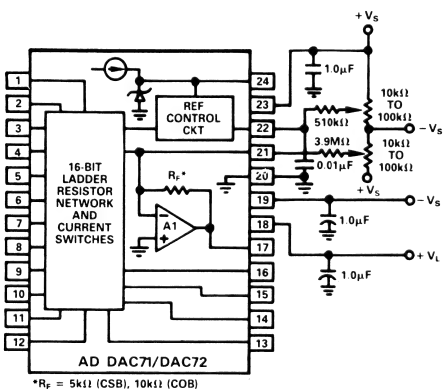 + VS
1
2
3
4
5
6
7
8
9
10
11
12
24
23
22
21
20
19
18
17
16
15
14
13
REF
CONTROL
CKT
16-BIT
LADDER
RESISTOR
NETWORK
AND
CURRENT
SWITCHES
RF*
A1
−
+
1.0μF
510kΩ
3.9MΩ
0.01μF
10kΩ
TO
100kΩ
− VS
10kΩ
TO
100kΩ
+VS
− VS
1.0μF
+ VL
1.0μF
AD DAC71/DAC72
*RF = 5kΩ (CSB), 10kΩ (COB)